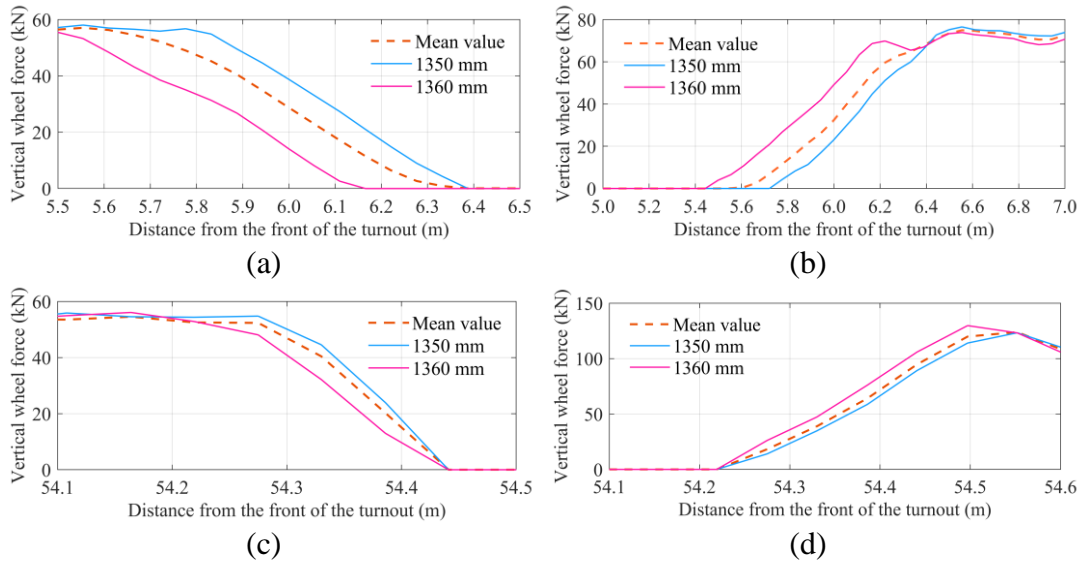 Vertical wheel force (kN)
60
40
20
0
Mean value
1350 mm
1360 mm
5.5 5.6 5.7 5.8 5.9 6.0 6.1 6.2 6.3 6.4 6.5
Distance from the front of the turnout (m)
(a)
Vertical wheel force (kN)
80
60
40
20
0
Mean value
1350 mm
1360 mm
5.0 5.2 5.4 5.6 5.8 6.0 6.2 6.4 6.6 6.8 7.0
Distance from the front of the turnout (m)
(b)
Vertical wheel force (kN)
60
40
20
0
Mean value
1350 mm
1360 mm
54.1 54.2 54.3 54.4 54.5
Distance from the front of the turnout (m)
(c)
Vertical wheel force (kN)
150
100
50
0
Mean value
1350 mm
1360 mm
54.1 54.2 54.3 54.4 54.5 54.6
Distance from the front of the turnout (m)
(d)